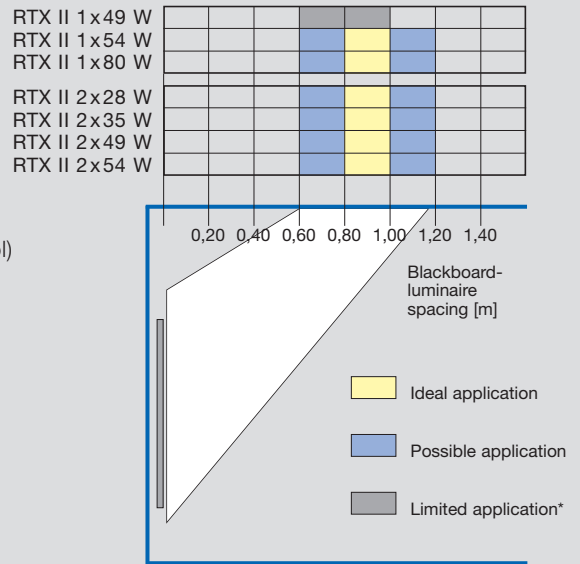 RTX II 1x49 W
RTX II 1x54 W
RTX II 1x80 W
RTX II 2x28 W
RTX II 2x35 W
RTX II 2x49 W
RTX II 2x54 W
ol)
0,20 0,40 0,60 0,80 1,00 1,20 1,40
Blackboard-
luminaire
spacing [m]
Ideal application
Possible application
Limited application*